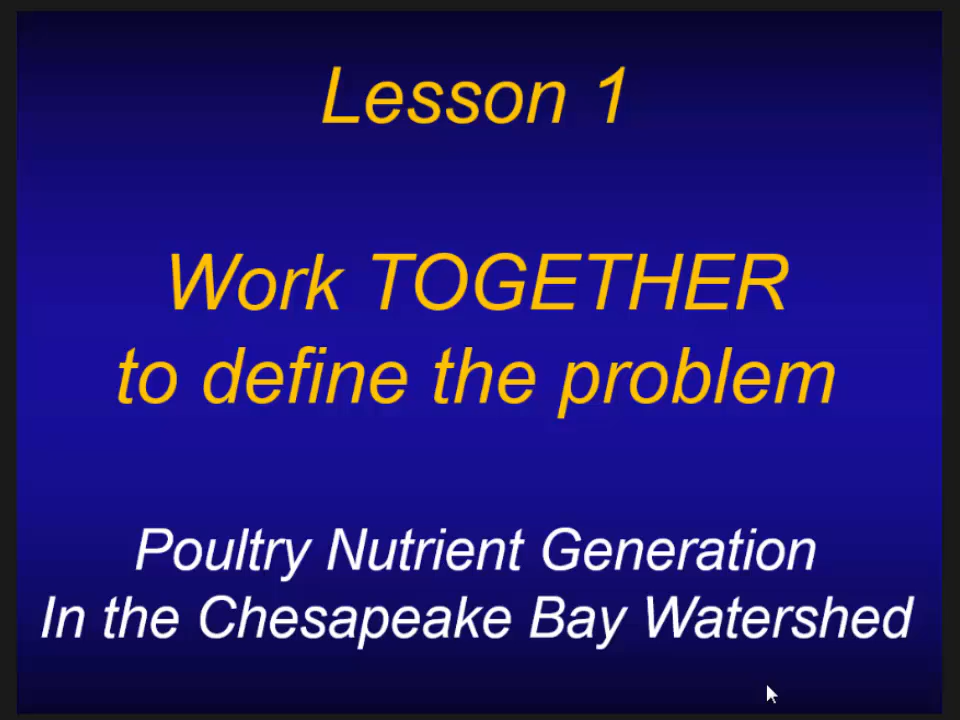 Lesson 1
Work TOGETHER
to define the problem
Poultry Nutrient Generation
In the Chesapeake Bay Watershed